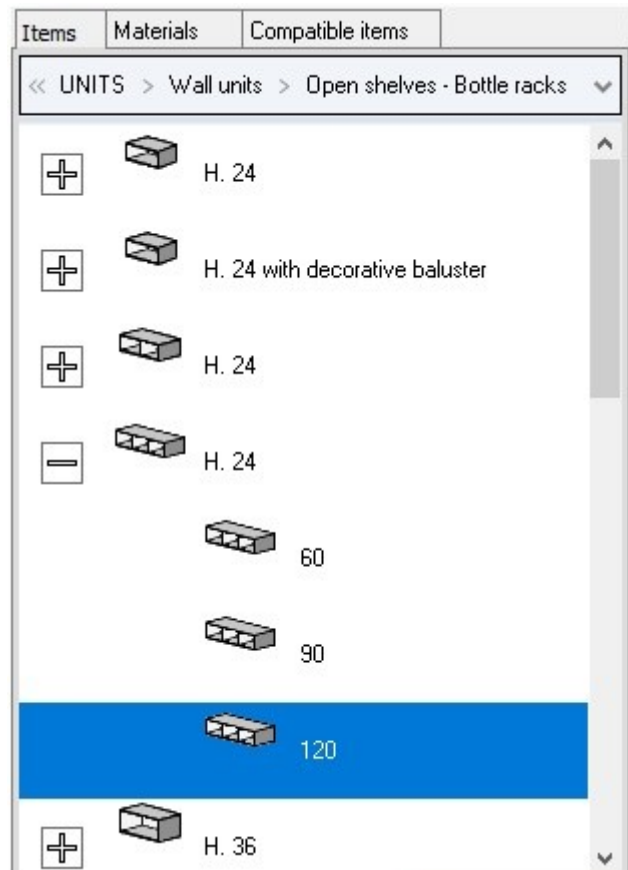 Items Materials Compatible items
« UNITS > Wall units > Open shelves - Bottle racks
H. 24
H. 24 with decorative baluster
H. 24
H. 24
60
90
120
H. 36